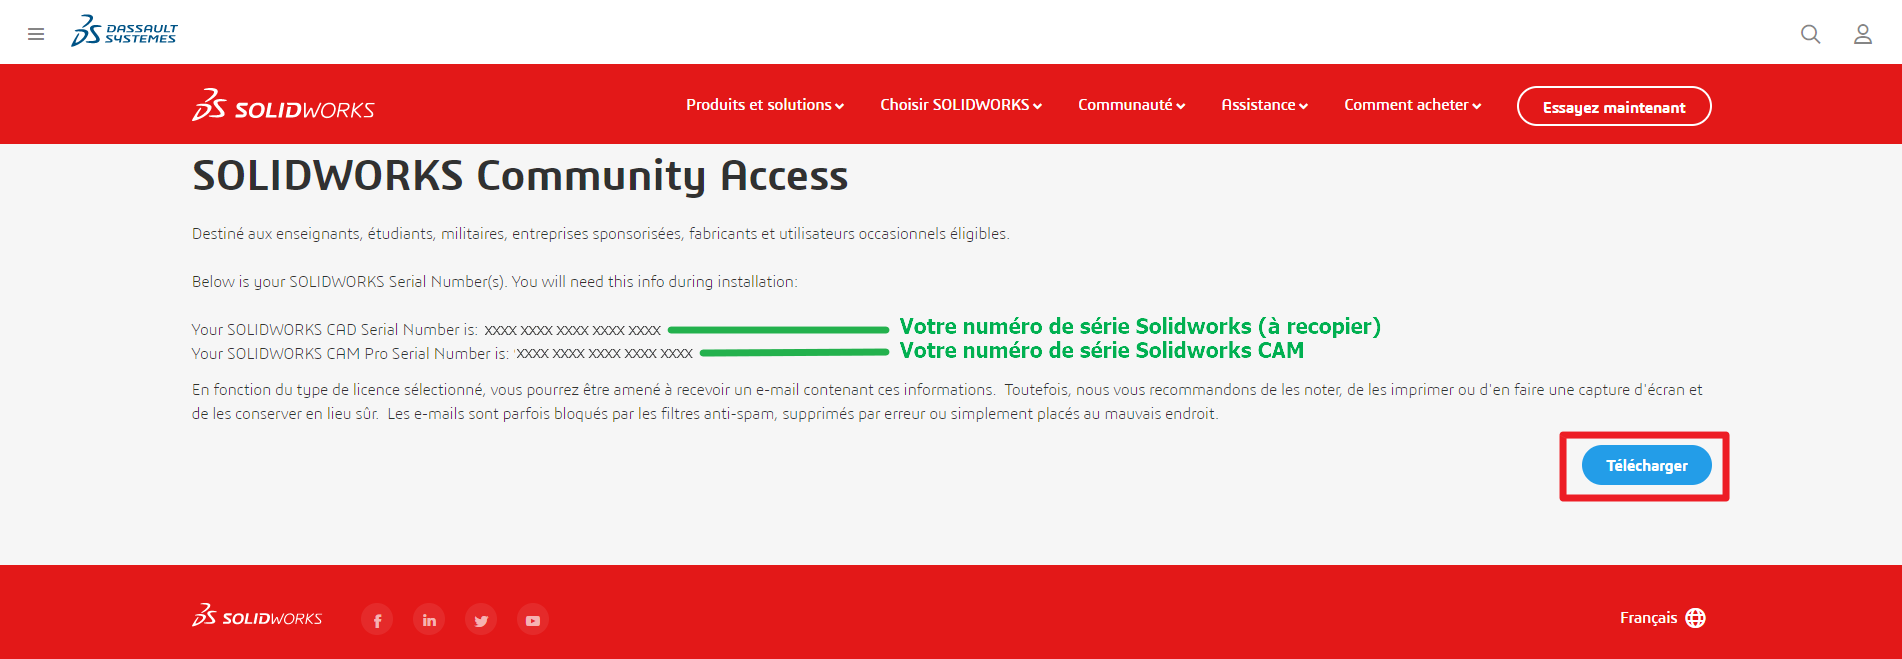 DASSAULT
SYSTEMES
SOLIDWORKS
Produits et solutions
Choisir SOLIDWORKS
Communauté
Assistance
Comment acheter
Essayez maintenant
SOLIDWORKS Community Access
Destiné aux enseignants, étudiants, militaires, entreprises sponsorisées, fabricants et utilisateurs occasionnels éligibles.
Below is your SOLIDWORKS Serial Number(s). You will need this info during installation:
Your SOLIDWORKS CAD Serial Number is: XXXX XXXX XXXX XXXX XXXX
Votre numéro de série Solidworks (à recopier)
Your SOLIDWORKS CAM Pro Serial Number is: XXXX XXXX XXXX XXXX XXXX
Votre numéro de série Solidworks CAM
En fonction du type de licence sélectionné, vous pourrez être amené à recevoir un e-mail contenant ces informations. Toutefois, nous vous recommandons de les noter, de les imprimer ou d'en faire une capture d'écran et
de les conserver en lieu sûr. Les e-mails sont parfois bloqués par les filtres anti-spam, supprimés par erreur ou simplement placés au mauvais endroit.
Télécharger
SOLIDWORKS
Français